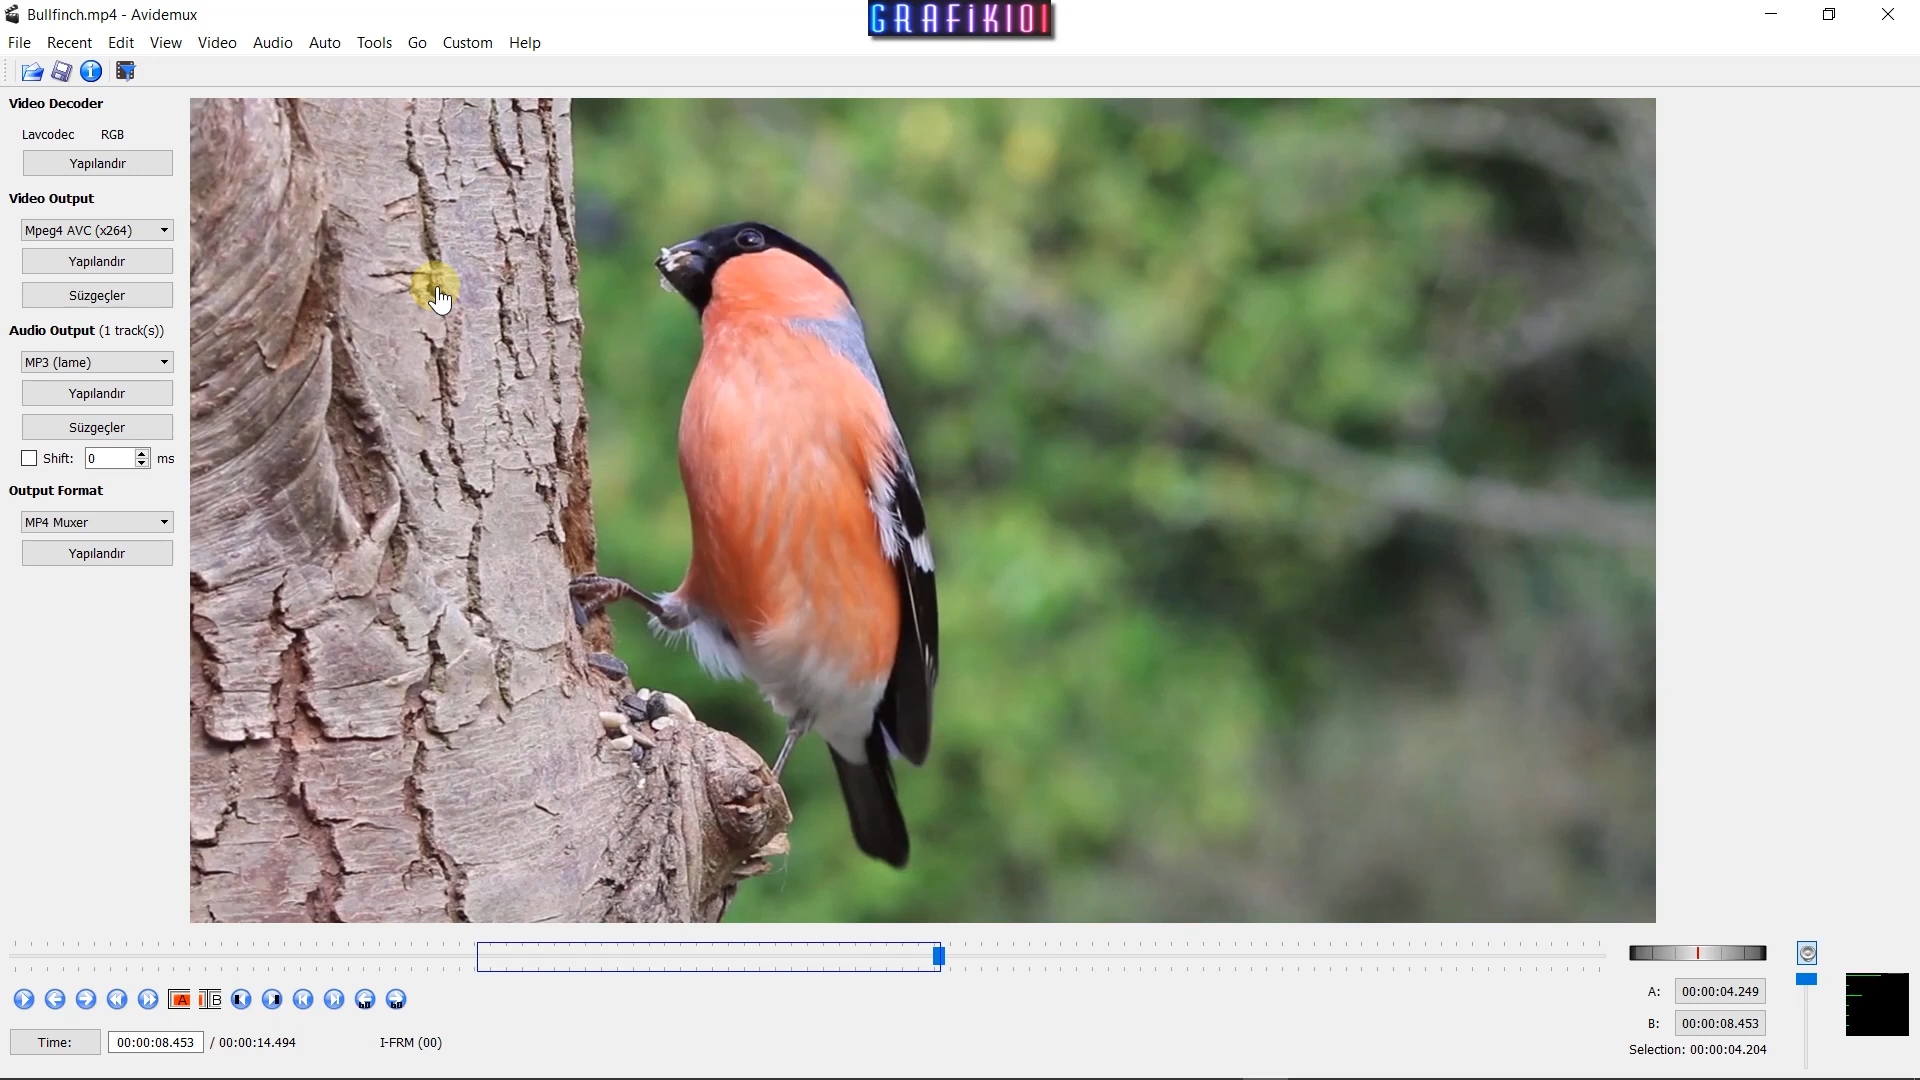 Bullfinch.mp4 - Avidemux
GRAFiK101
File Recent Edit View Video Audio Auto Tools Go Custom Help
Video Decoder
Lavcodec RGB
Yapılandır
Video Output
Mpeg4 AVC (x264)
Yapılandır
Süzgeçler
Audio Output (1 track(s))
MP3 (lame)
Yapılandır
Süzgeçler
Shift: 0 ms
Output Format
MP4 Muxer
Yapılandır
A B
A: 00:00:04.249
B: 00:00:08.453
Time: 00:00:08.453 / 00:00:14.494 I-FRM (00)
Selection: 00:00:04.204